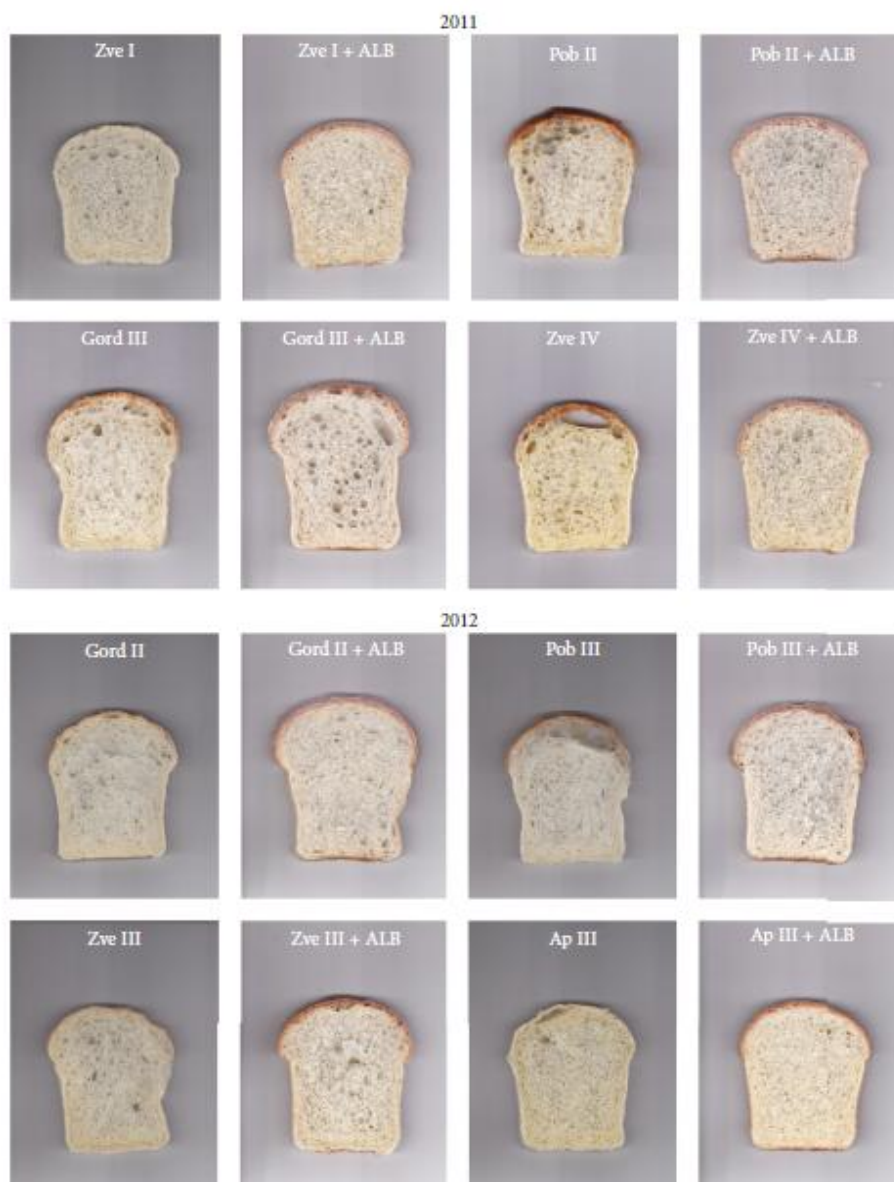 2011
Zve I
Zve I + ALB
Pob II
Pob II + ALB
Gord III
Gord III + ALB
Zve IV
Zve IV + ALB
2012
Gord II
Gord II + ALB
Pob III
Pob III + ALB
Zve III
Zve III + ALB
Ap III
Ap III + ALB